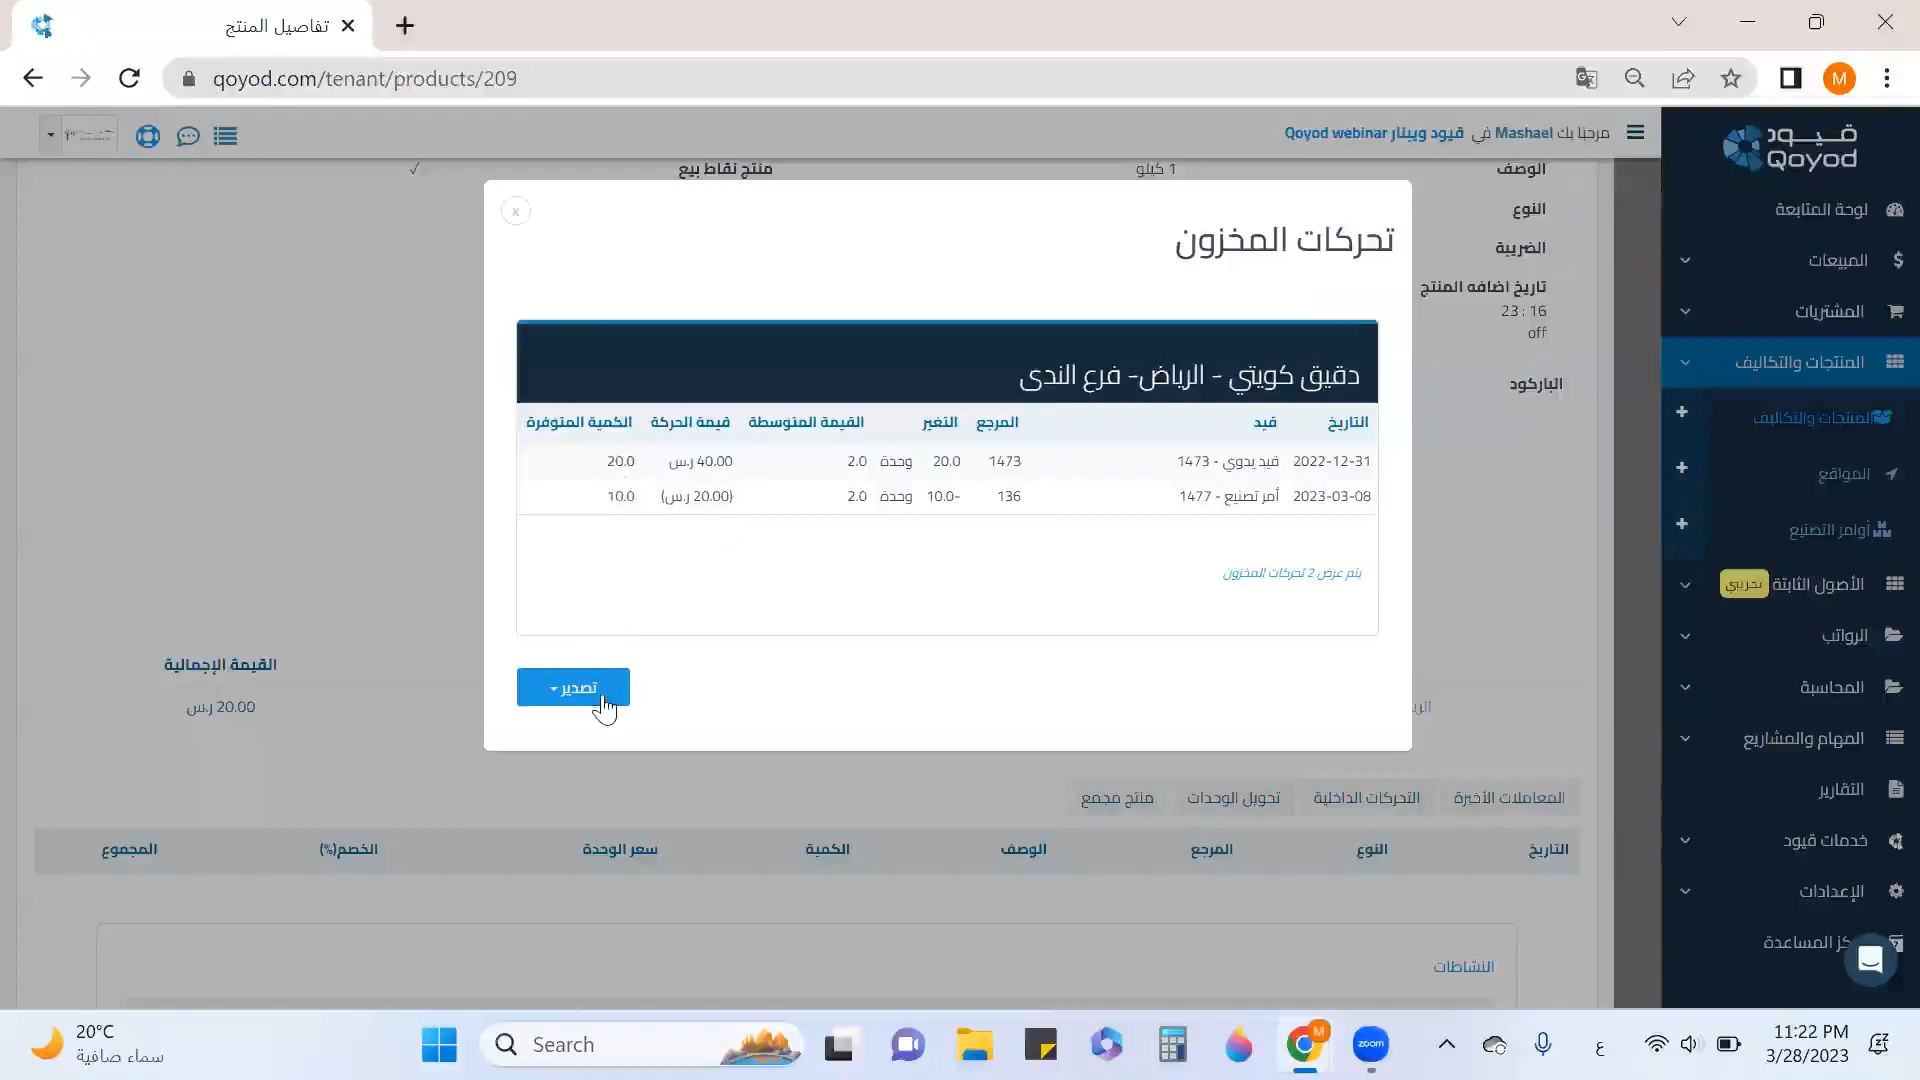 تفاصيل المنتج
qoyod.com/tenant/products/209
M
مرحبا بك Mashael في قيود ويبنار Qoyod webinar
قيود
Qoyod
لوحة المتابعة
المبيعات
المشتريات
المنتجات والتكاليف
المنتجات والتكاليف
المواقع
أوامر التصنيع
الأصول الثابتة تجريبي
الرواتب
المحاسبة
المهام والمشاريع
التقارير
خدمات قيود
الإعدادات
كز المساعدة
الوصف 1 كيلو منتج نقاط بيع ✓
النوع
الضريبة
تاريخ اضافه المنتج
23 : 16
off
الباركود
x
تحركات المخزون
دقيق كويتي - الرياض- فرع الندى
التاريخ قيد المرجع التغير القيمة المتوسطة قيمة الحركة الكمية المتوفرة
2022-12-31 قيد يدوي - 1473 1473 20.0 وحدة 2.0 40.00 ر.س 20.0
2023-03-08 أمر تصنيع - 1477 136 -10.0 وحدة 2.0 (20.00 ر.س) 10.0
يتم عرض 2 تحركات المخزون
تصدير
القيمة الإجمالية
20.00 ر.س
المعاملات الأخيرة التحركات الداخلية تحويل الوحدات منتج مجمع
التاريخ النوع المرجع الوصف الكمية سعر الوحدة الخصم(%) المجموع
النشاطات
20°C
سماء صافية
Search
M
zoom
ع
11:22 PM
3/28/2023